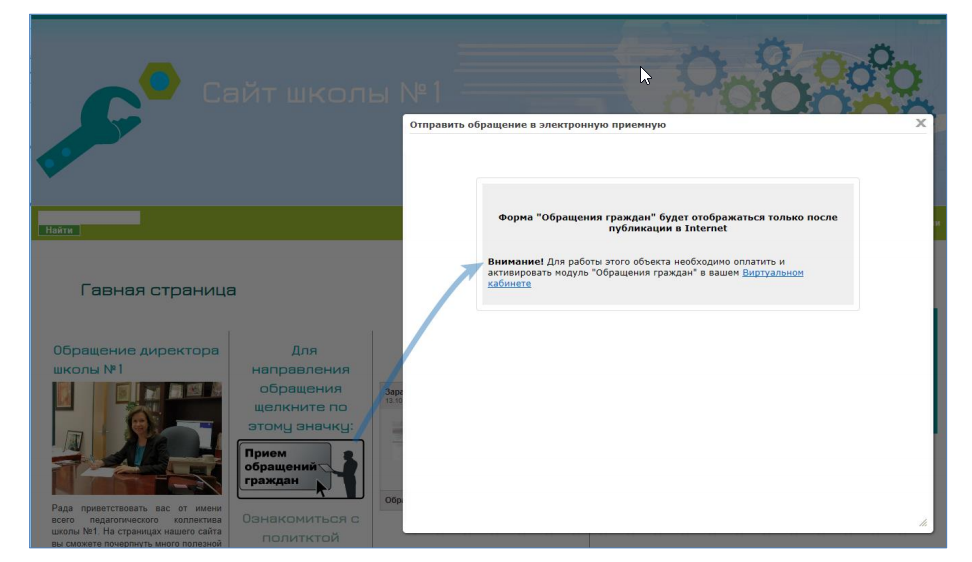 Сайт школы №1
Отправить обращение в электронную приемную
Форма "Обращения граждан" будет отображаться только после
публикации в Internet
Внимание! Для работы этого объекта необходимо оплатить и
активировать модуль "Обращения граждан" в вашем Виртуальном
кабинете
Найти
Гавная страница
Обращение директора
школы №1
Рада приветствовать вас от имени
всего педагогического коллектива
школы №1. На страницах нашего сайта
вы сможете почерпнуть много полезной
Для
направления
обращения
щелкните по
этому значку:
Прием
обращений
граждан
Ознакомиться с
политктой